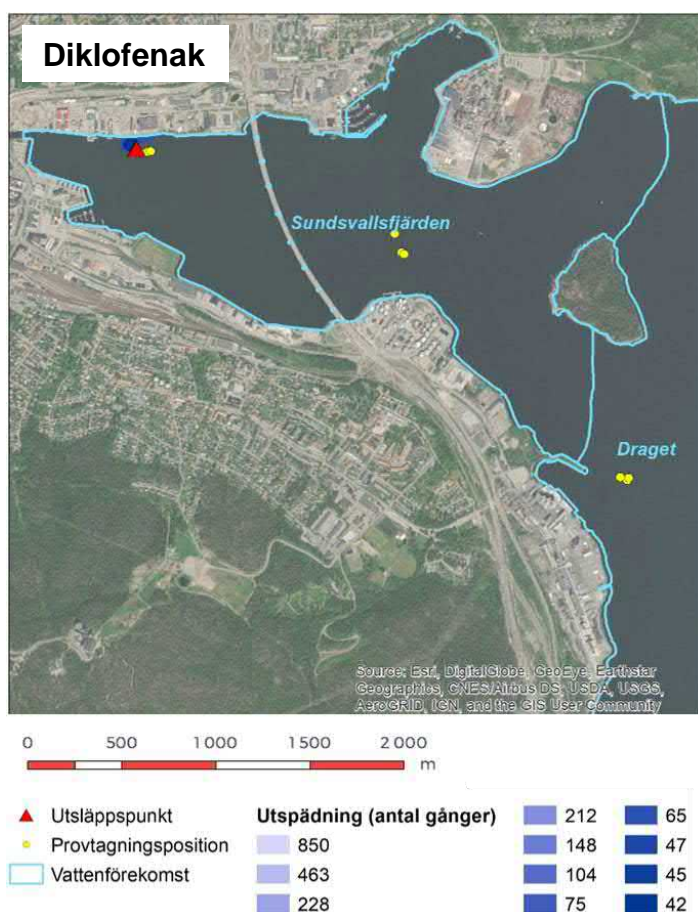 Diklofenak
Sundsvallsfjärden
Draget
Source: Esri, DigitalGlobe, GeoEye, Earthstar
Geographics, CNES/Airbus DS, USDA, USGS,
AeroGRID, IGN, and the GIS User Community
0 500 1 000 1 500 2 000
m
Utsläppspunkt
Provtagningsposition
Vattenförekomst
Utspädning (antal gånger)
850
463
228
212
148
104
75
65
47
45
42